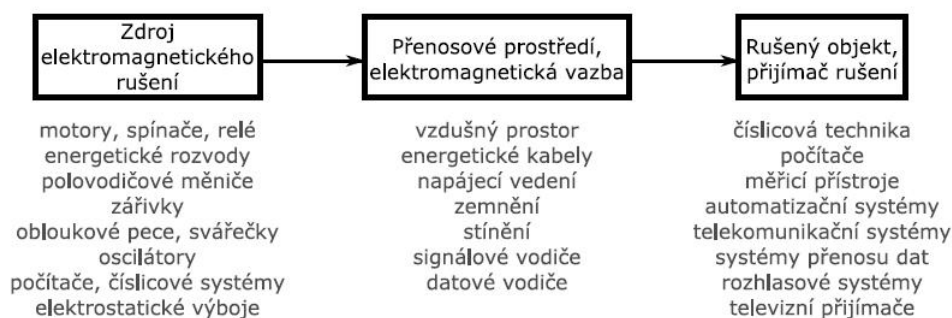 Zdroj
elektromagnetického
rušení
Přenosové prostředí,
elektromagnetická vazba
Rušený objekt,
přijímač rušení
motory, spínače, relé
energetické rozvody
polovodičové měniče
zářivky
obloukové pece, svářečky
oscilátory
počítače, číslicové systémy
elektrostatické výboje
vzdušný prostor
energetické kabely
napájecí vedení
zemnění
stínění
signálové vodiče
datové vodiče
číslicová technika
počítače
měřicí přístroje
automatizační systémy
telekomunikační systémy
systémy přenosu dat
rozhlasové systémy
televizní přijímače